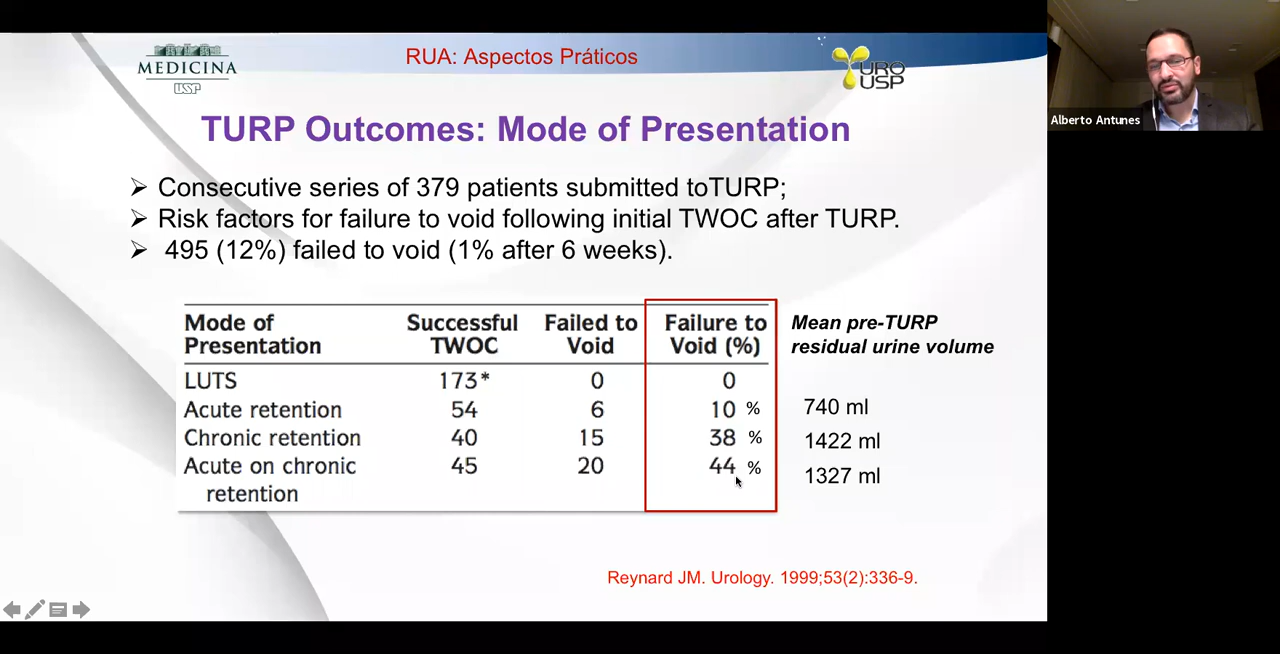 MEDICINA
USP
RUA: Aspectos Práticos
URO
USP
Alberto Antunes
TURP Outcomes: Mode of Presentation
➢ Consecutive series of 379 patients submitted toTURP;
➢ Risk factors for failure to void following initial TWOC after TURP.
➢ 495 (12%) failed to void (1% after 6 weeks).
Mode of Presentation Successful TWOC Failed to Void Failure to Void (%)
Mean pre-TURP
residual urine volume
LUTS 173* 0 0
Acute retention 54 6 10 % 740 ml
Chronic retention 40 15 38 % 1422 ml
Acute on chronic retention 45 20 44 % 1327 ml
Reynard JM. Urology. 1999;53(2):336-9.